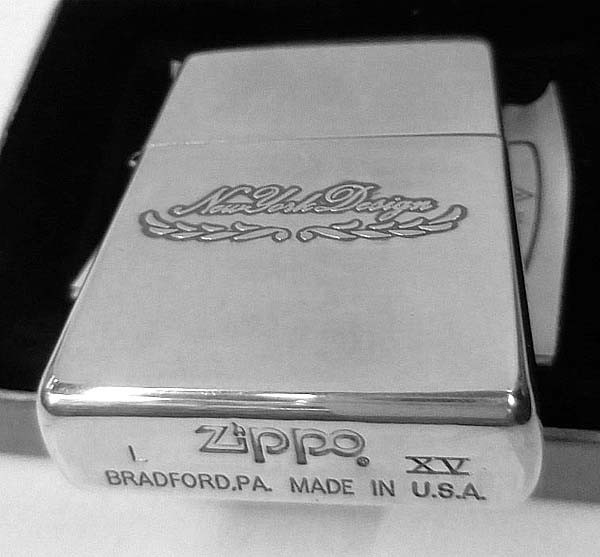 New York Design
Zippo
L XV
BRADFORD,PA. MADE IN U.S.A.